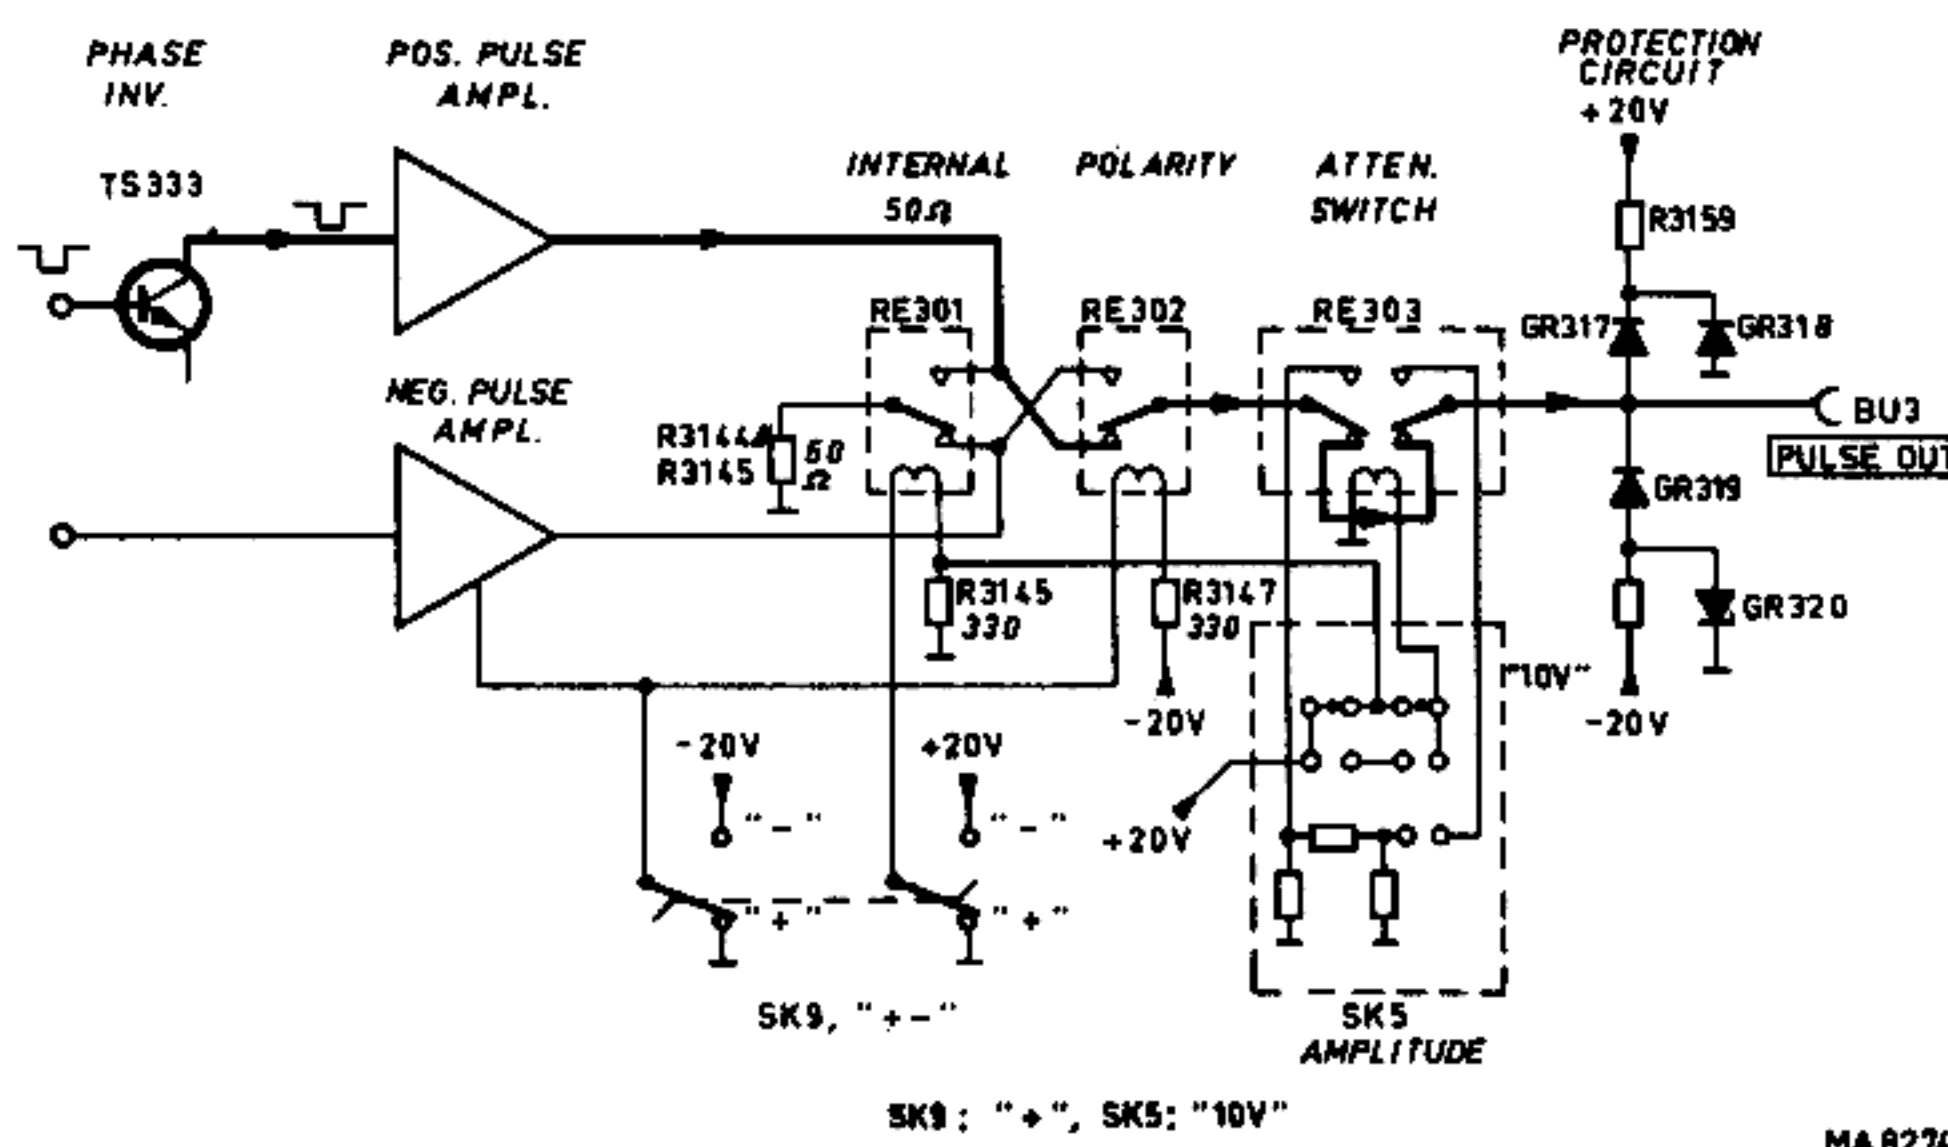 PHASE
INV.
POS. PULSE
AMPL.
PROTECTION
CIRCUIT
+20V
TS333
INTERNAL
50Ω
POLARITY
ATTEN.
SWITCH
R3159
RE301
RE302
RE303
GR317
GR318
NEG. PULSE
AMPL.
R3144
R3145
50
Ω
BU3
PULSE OUT
GR319
R3145
330
R3147
330
GR320
"10V"
-20V
-20V
-20V
+20V
"-"
"-"
+20V
"+"
"+"
SK9, "+-"
SK5
AMPLITUDE
SK9: "+", SK5: "10V"